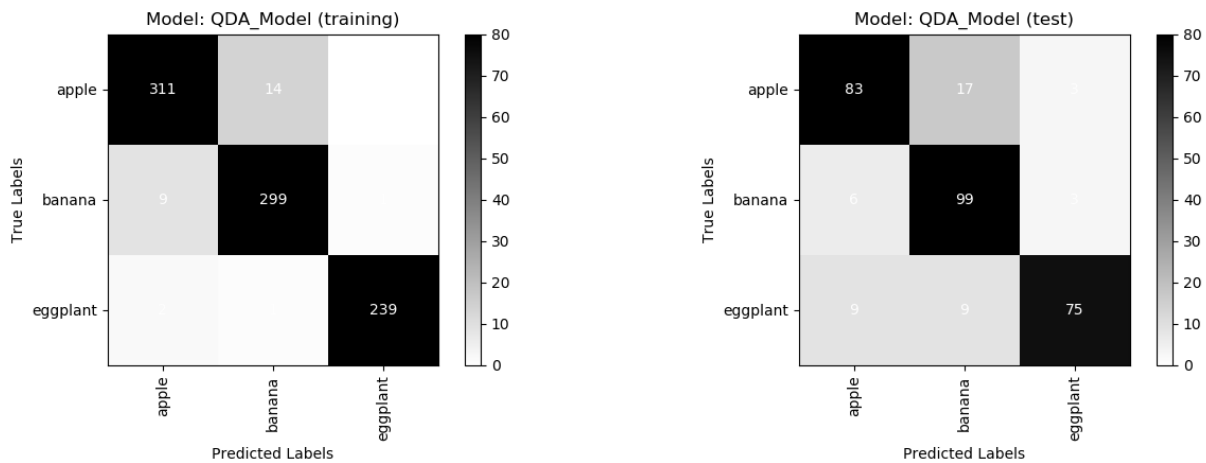 Model: QDA_Model (training)
True Labels
apple
banana
eggplant
311 14
9 299
2 239
apple
banana
eggplant
Predicted Labels
80
70
60
50
40
30
20
10
0
Model: QDA_Model (test)
True Labels
apple
banana
eggplant
83 17
6 99
9 9 75
apple
banana
eggplant
Predicted Labels
80
70
60
50
40
30
20
10
0